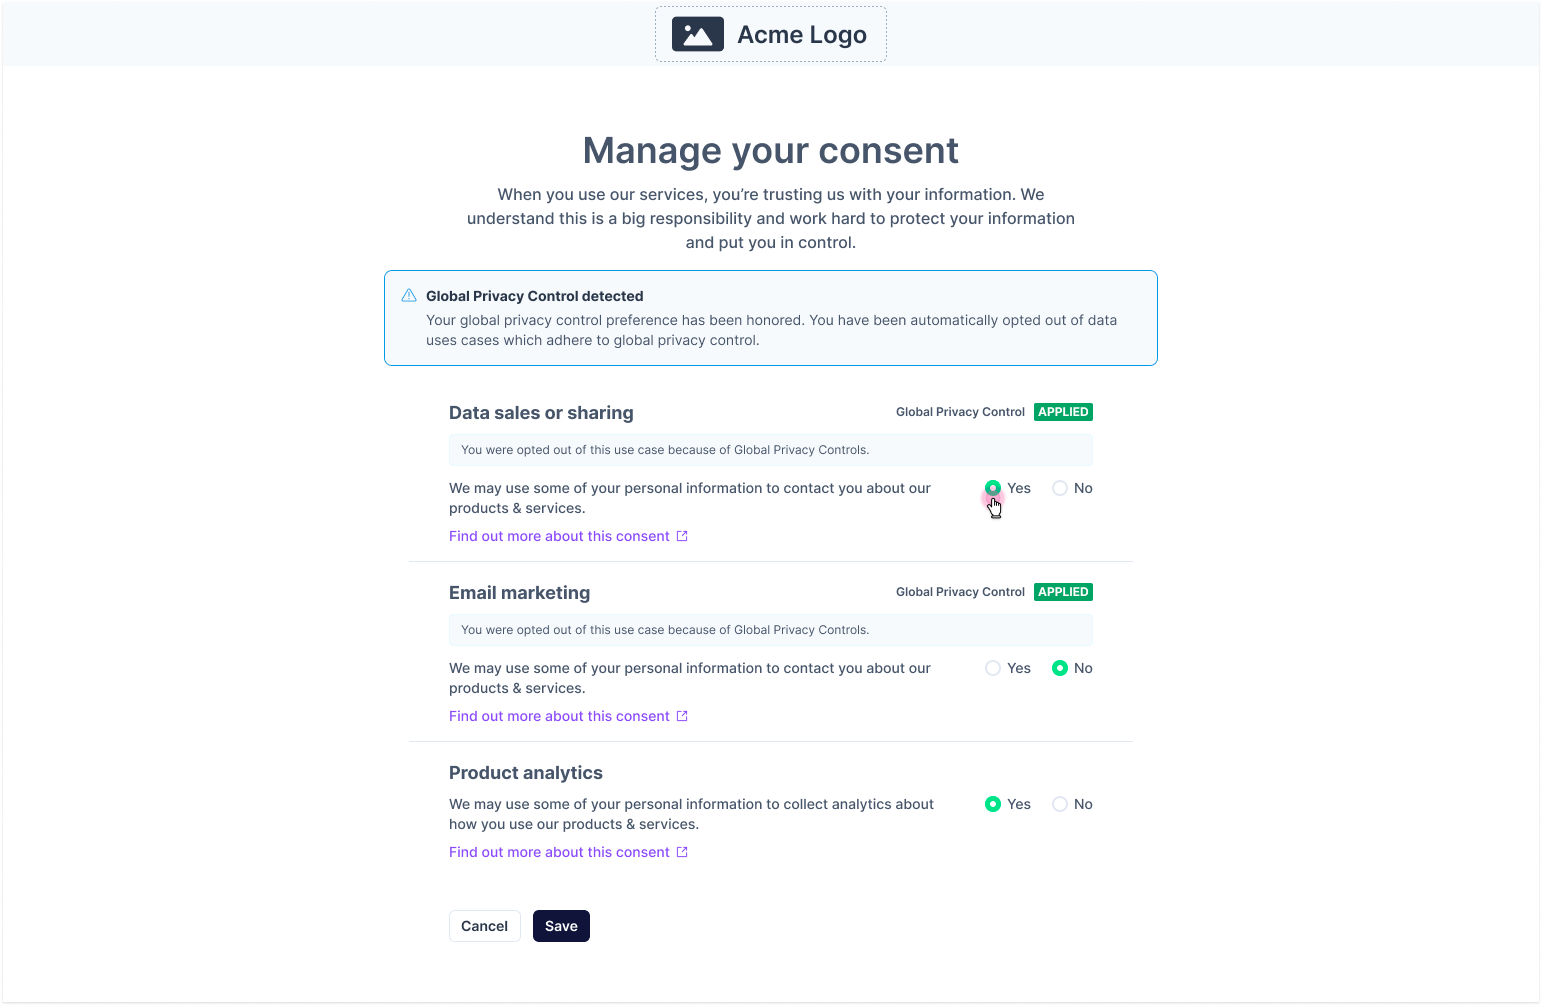 Acme Logo
Manage your consent
When you use our services, you’re trusting us with your information. We
understand this is a big responsibility and work hard to protect your information
and put you in control.
Global Privacy Control detected
Your global privacy control preference has been honored. You have been automatically opted out of data
uses cases which adhere to global privacy control.
Data sales or sharing
Global Privacy Control APPLIED
You were opted out of this use case because of Global Privacy Controls.
We may use some of your personal information to contact you about our
products & services.
Yes No
Find out more about this consent
Email marketing
Global Privacy Control APPLIED
You were opted out of this use case because of Global Privacy Controls.
We may use some of your personal information to contact you about our
products & services.
Yes No
Find out more about this consent
Product analytics
We may use some of your personal information to collect analytics about
how you use our products & services.
Yes No
Find out more about this consent
Cancel Save